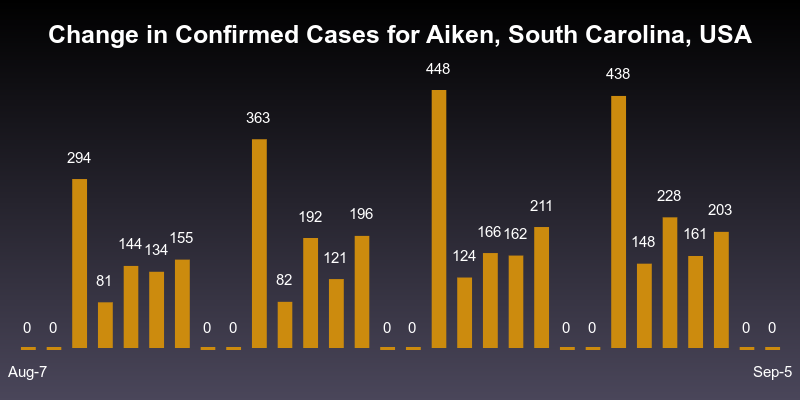 Change in Confirmed Cases for Aiken, South Carolina, USA
0 0 294 81 144 134 155 0 0 363 82 192 121 196 0 0 448 124 166 162 211 0 0 438 148 228 161 203 0 0
Aug-7 Sep-5